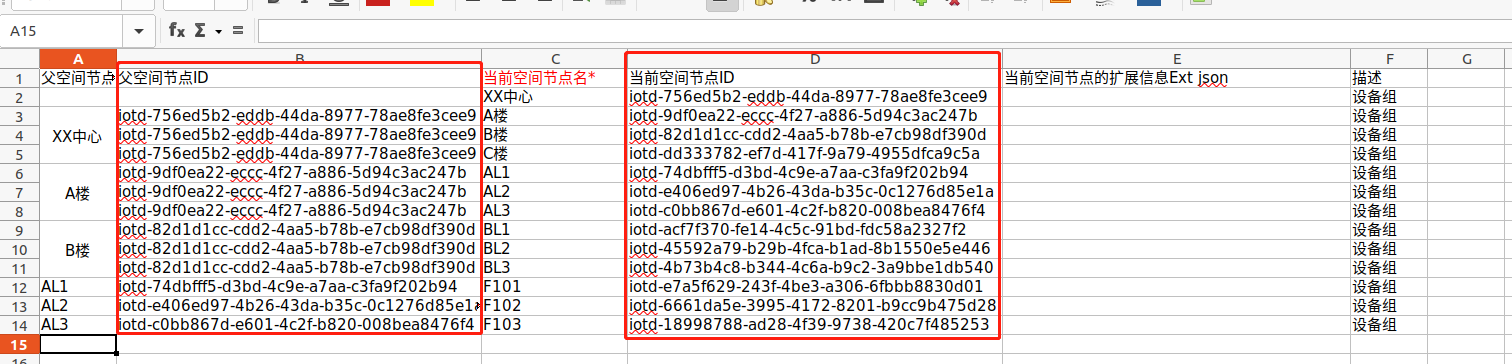 A15
A B C D E F G
1 父空间节点 父空间节点ID 当前空间节点名* 当前空间节点ID 当前空间节点的扩展信息Ext json 描述
2 XX中心 iotd-756ed5b2-eddb-44da-8977-78ae8fe3cee9 设备组
3 iotd-756ed5b2-eddb-44da-8977-78ae8fe3cee9 A楼 iotd-9df0ea22-eccc-4f27-a886-5d94c3ac247b 设备组
4 XX中心 iotd-756ed5b2-eddb-44da-8977-78ae8fe3cee9 B楼 iotd-82d1d1cc-cdd2-4aa5-b78b-e7cb98df390d 设备组
5 iotd-756ed5b2-eddb-44da-8977-78ae8fe3cee9 C楼 iotd-dd333782-ef7d-417f-9a79-4955dfca9c5a 设备组
6 iotd-9df0ea22-eccc-4f27-a886-5d94c3ac247b AL1 iotd-74dbfff5-d3bd-4c9e-a7aa-c3fa9f202b94 设备组
7 A楼 iotd-9df0ea22-eccc-4f27-a886-5d94c3ac247b AL2 iotd-e406ed97-4b26-43da-b35c-0c1276d85e1a 设备组
8 iotd-9df0ea22-eccc-4f27-a886-5d94c3ac247b AL3 iotd-c0bb867d-e601-4c2f-b820-008bea8476f4 设备组
9 iotd-82d1d1cc-cdd2-4aa5-b78b-e7cb98df390d BL1 iotd-acf7f370-fe14-4c5c-91bd-fdc58a2327f2 设备组
10 B楼 iotd-82d1d1cc-cdd2-4aa5-b78b-e7cb98df390d BL2 iotd-45592a79-b29b-4fca-b1ad-8b1550e5e446 设备组
11 iotd-82d1d1cc-cdd2-4aa5-b78b-e7cb98df390d BL3 iotd-4b73b4c8-b344-4c6a-b9c2-3a9bbe1db540 设备组
12 AL1 iotd-74dbfff5-d3bd-4c9e-a7aa-c3fa9f202b94 F101 iotd-e7a5f629-243f-4be3-a306-6fbbb8830d01 设备组
13 AL2 iotd-e406ed97-4b26-43da-b35c-0c1276d85e1a F102 iotd-6661da5e-3995-4172-8201-b9cc9b475d28 设备组
14 AL3 iotd-c0bb867d-e601-4c2f-b820-008bea8476f4 F103 iotd-18998788-ad28-4f39-9738-420c7f485253 设备组
15
16